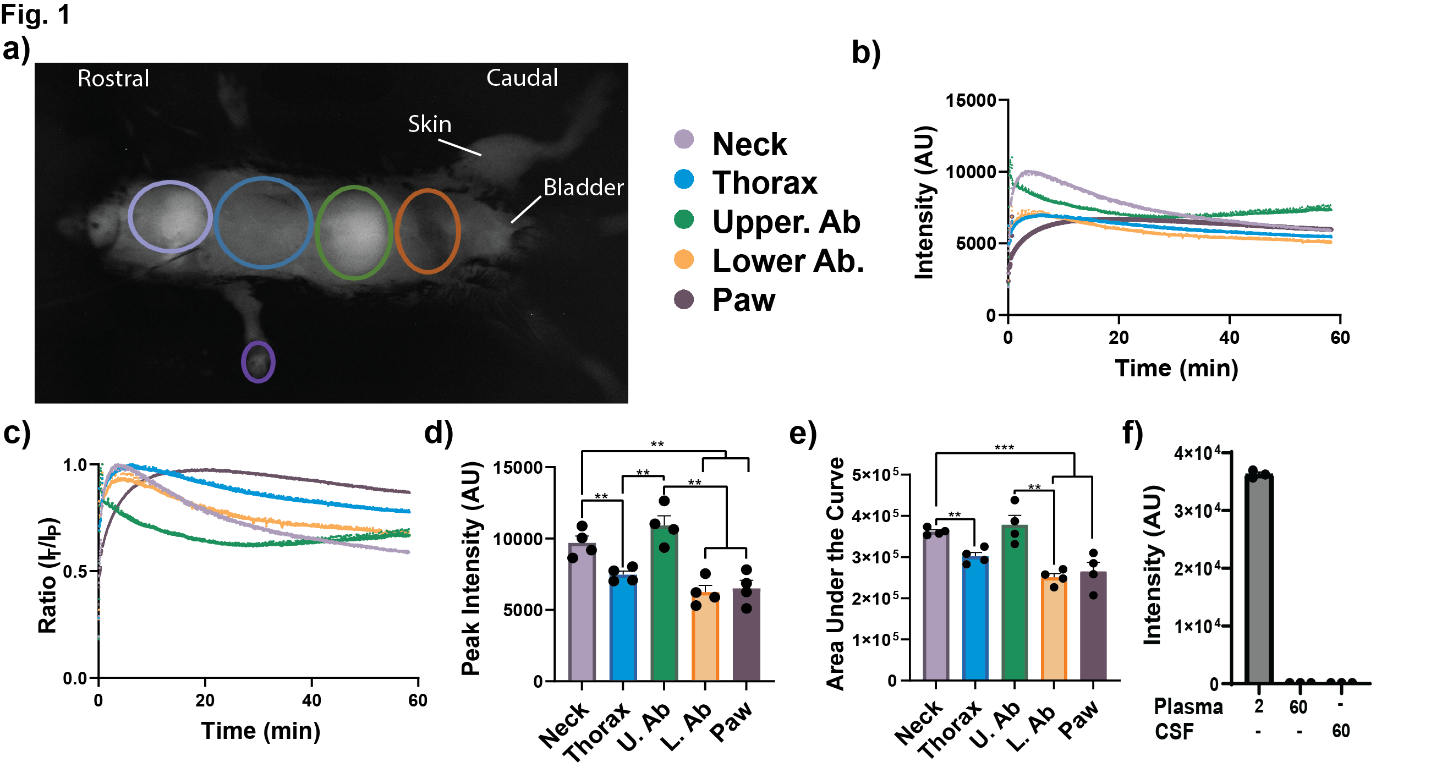 Fig. 1
a)
Rostral
Caudal
Skin
Bladder
Neck
Thorax
Upper. Ab
Lower Ab.
Paw
b)
Intensity (AU)
15000
10000
5000
0
0 20 40 60
Time (min)
c)
Ratio (I_T/I_P)
1.0
0.5
0.0
0 20 40 60
Time (min)
d)
Peak Intensity (AU)
15000
10000
5000
0
**
**
**
**
Neck Thorax U. Ab L. Ab Paw
e)
Area Under the Curve
5×10⁵
4×10⁵
3×10⁵
2×10⁵
1×10⁵
0
***
**
**
Neck Thorax U. Ab L. Ab Paw
f)
Intensity (AU)
4×10⁴
3×10⁴
2×10⁴
1×10⁴
0
Plasma 2 60 -
CSF - - 60